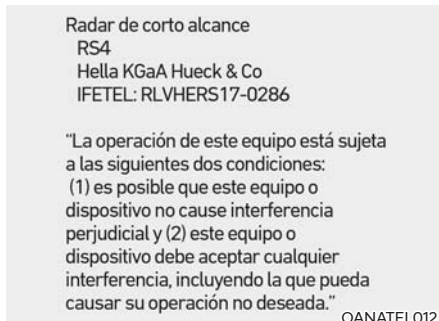 Radar de corto alcance
RS4
Hella KGaA Hueck & Co
IFETEL: RLVHERS17-0286
“La operación de este equipo está sujeta
a las siguientes dos condiciones:
(1) es posible que este equipo o
dispositivo no cause interferencia
perjudicial y (2) este equipo o
dispositivo debe aceptar cualquier
interferencia, incluyendo la que pueda
causar su operación no deseada.”
OANATEL012